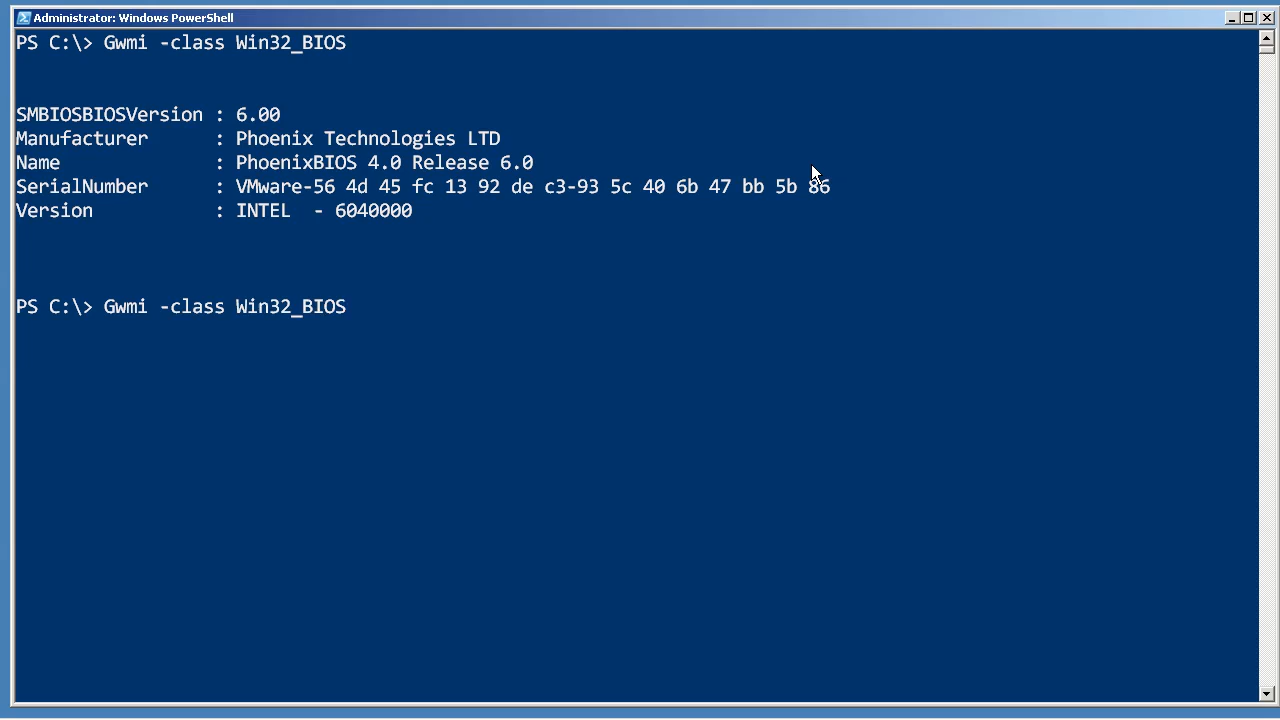 Administrator: Windows PowerShell
PS C:\> Gwmi -class Win32_BIOS
SMBIOSBIOSVersion : 6.00
Manufacturer      : Phoenix Technologies LTD
Name              : PhoenixBIOS 4.0 Release 6.0
SerialNumber      : VMware-56 4d 45 fc 13 92 de c3-93 5c 40 6b 47 bb 5b 86
Version           : INTEL  - 6040000
PS C:\> Gwmi -class Win32_BIOS